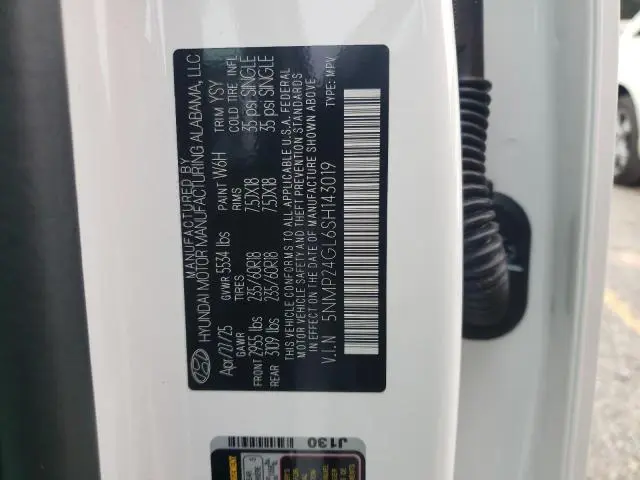 MANUFACTURED BY
HYUNDAI MOTOR MANUFACTURING ALABAMA, LLC
Apr/27/25 GVWR 5534 lbs PAINT W6H TRIM YSY
GAWR TIRES RIMS COLD TIRE INFL
FRONT 2935 lbs 235/60R18 7.5JX18 35 psi SINGLE
REAR 3109 lbs 235/60R18 7.5JX18 35 psi SINGLE
THIS VEHICLE CONFORMS TO ALL APPLICABLE U.S.A. FEDERAL
MOTOR VEHICLE SAFETY AND THEFT PREVENTION STANDARDS
IN EFFECT ON THE DATE OF MANUFACTURE SHOWN ABOVE
V.I.N 5NMP24GL6SH143019 TYPE: MPV
J130